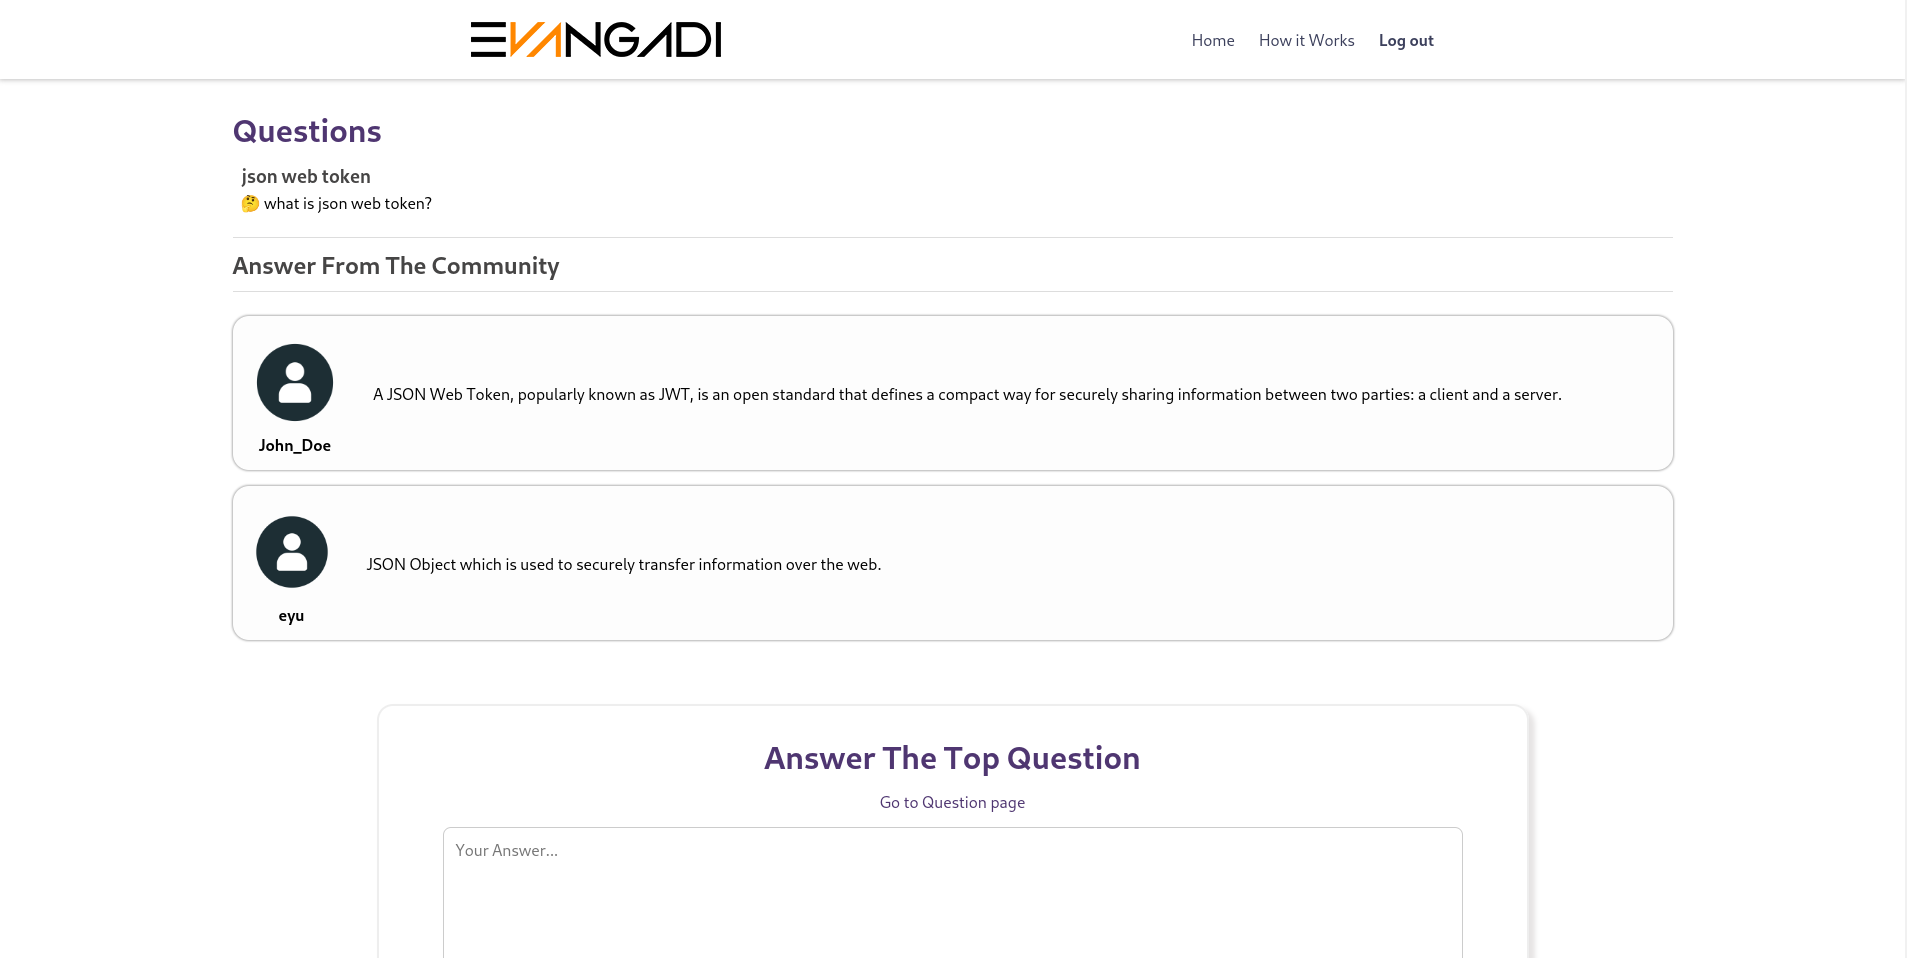 EVANGADI
Home How it Works Log out
Questions
json web token
🤔 what is json web token?
Answer From The Community
A JSON Web Token, popularly known as JWT, is an open standard that defines a compact way for securely sharing information between two parties: a client and a server.
John_Doe
JSON Object which is used to securely transfer information over the web.
eyu
Answer The Top Question
Go to Question page
Your Answer...